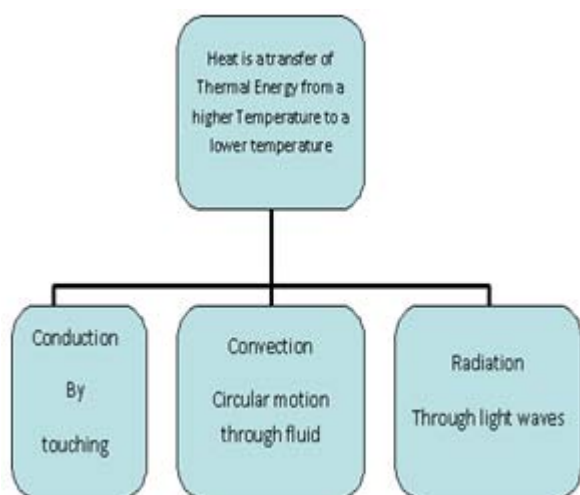 Heat is a transfer of
Thermal Energy from a
higher Temperature to a
lower temperature
Conduction
By
touching
Convection
Circular motion
through fluid
Radiation
Through light waves